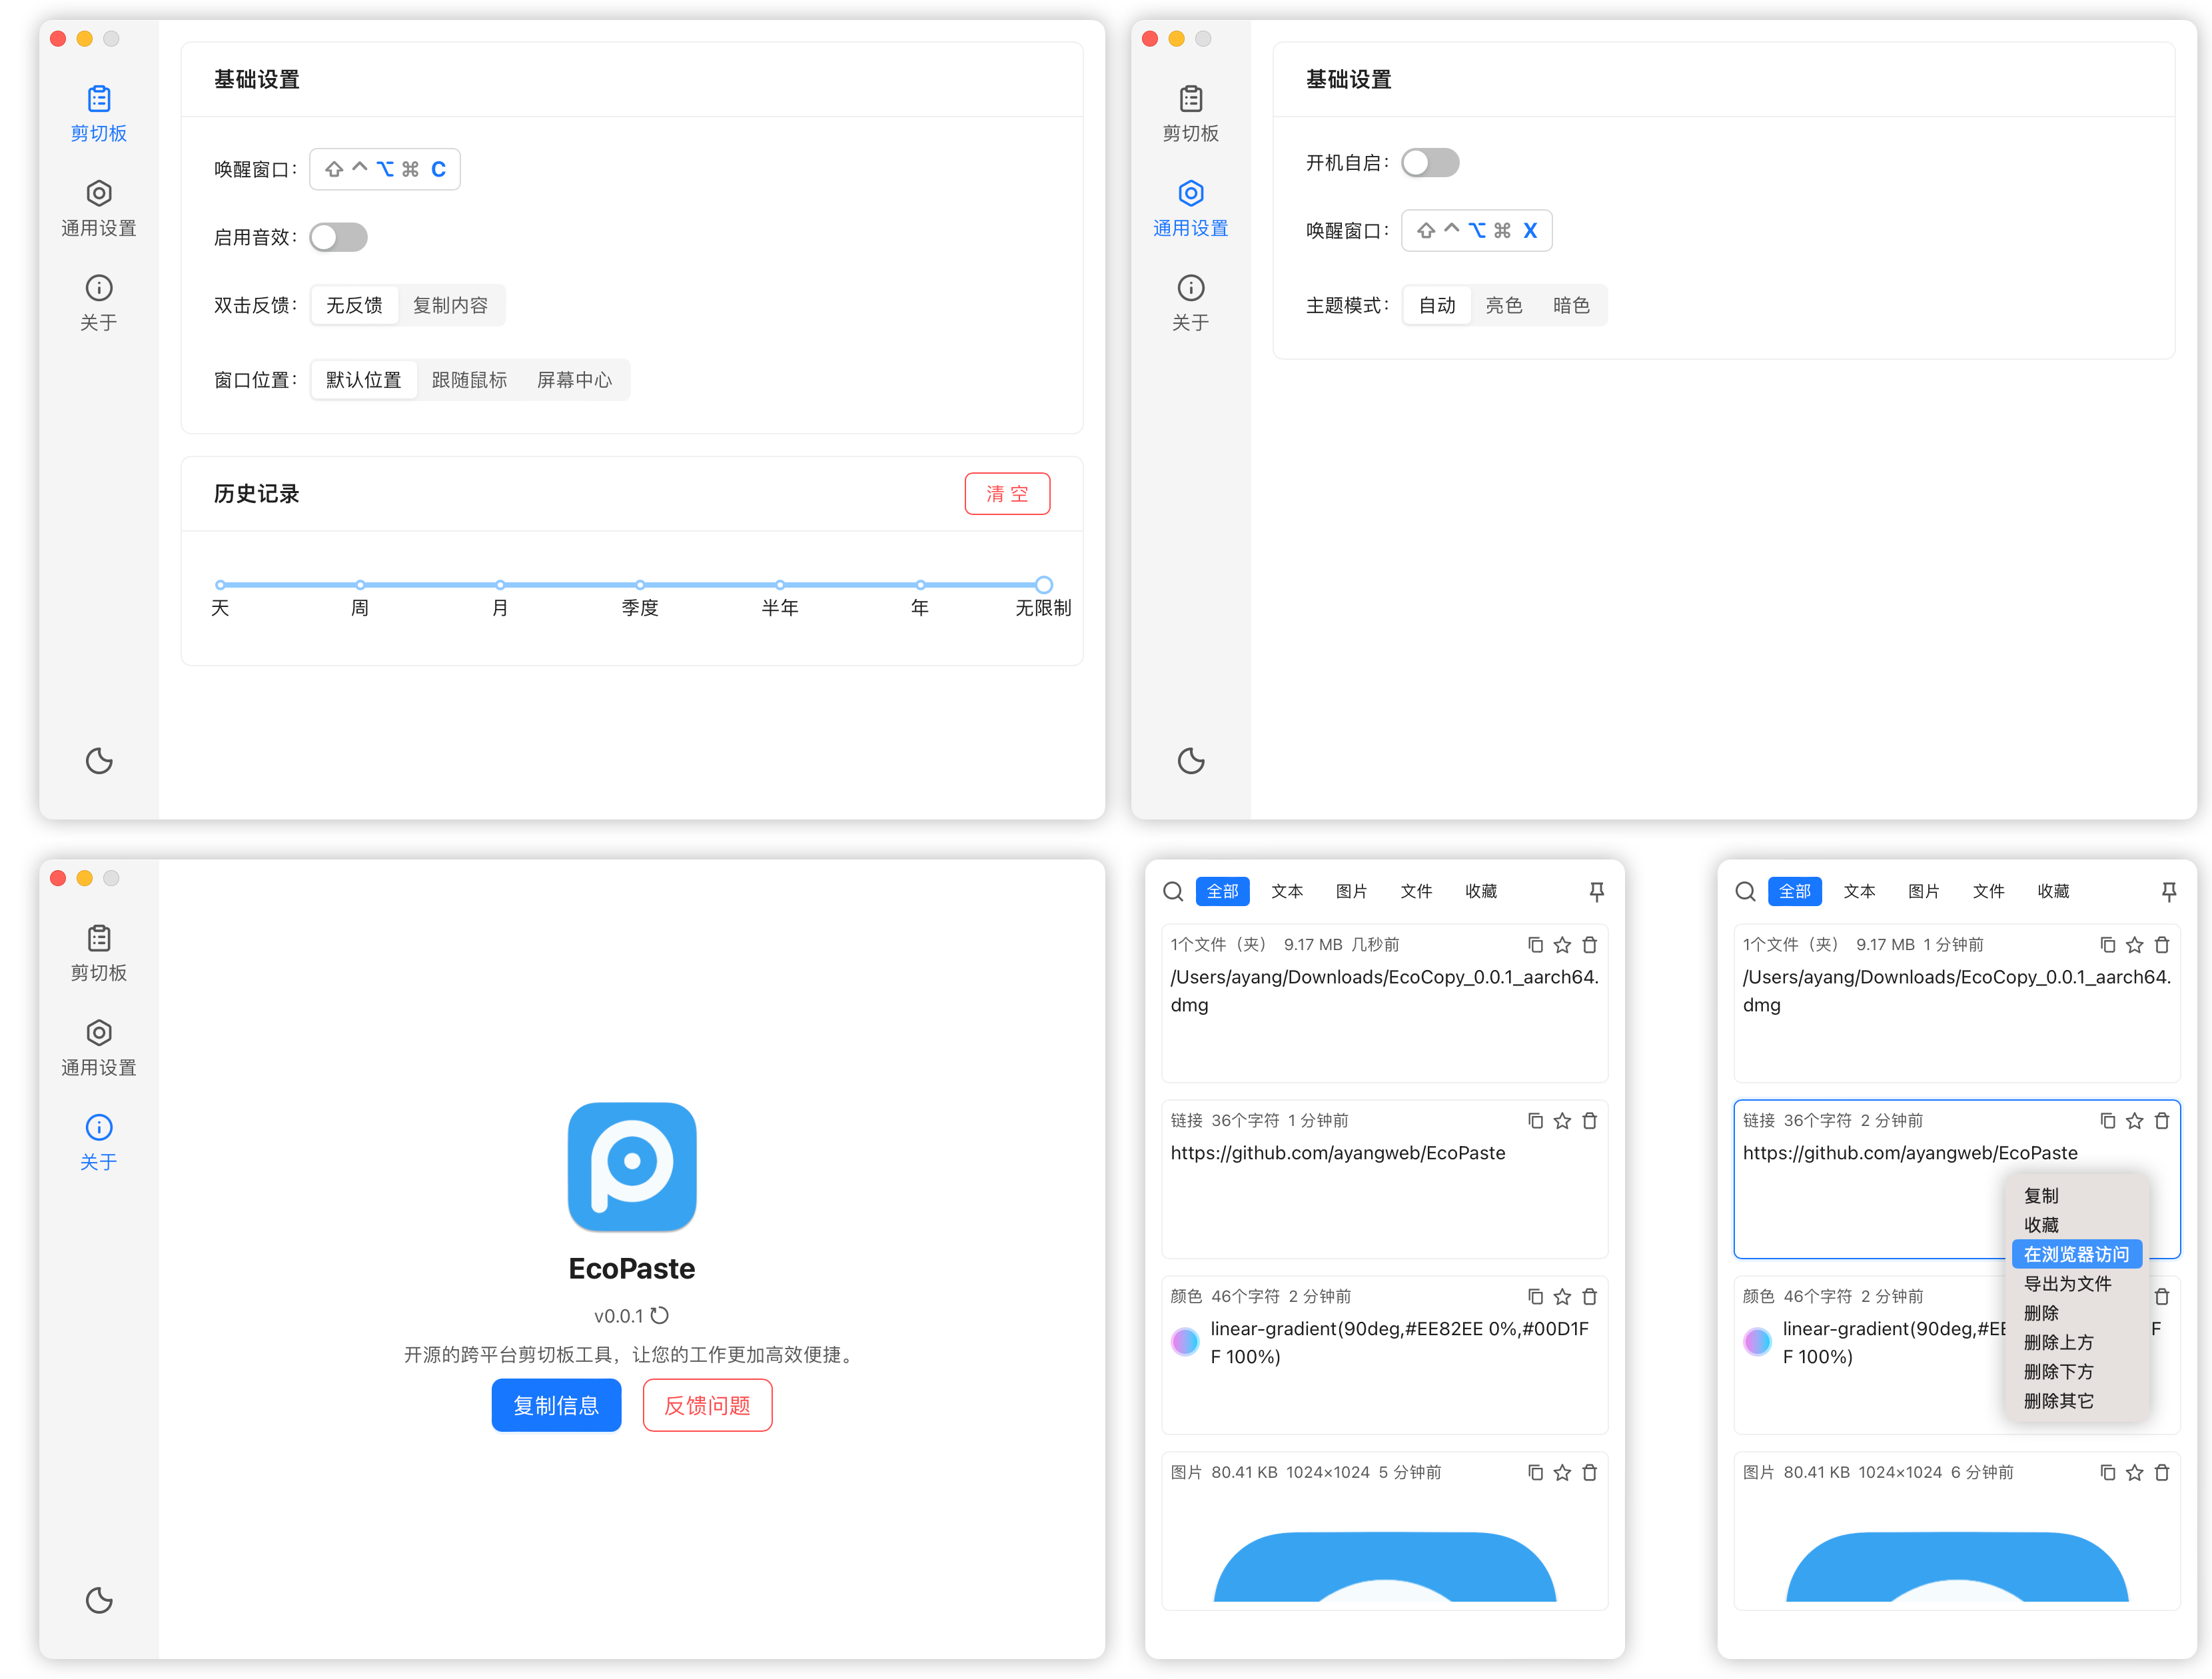 剪切板
通用设置
关于
基础设置
唤醒窗口： ⇧ ⌃ ⌥ ⌘ C
启用音效：
双击反馈： 无反馈 复制内容
窗口位置： 默认位置 跟随鼠标 屏幕中心
历史记录 清 空
天 周 月 季度 半年 年 无限制
剪切板
通用设置
关于
基础设置
开机自启：
唤醒窗口： ⇧ ⌃ ⌥ ⌘ X
主题模式： 自动 亮色 暗色
剪切板
通用设置
关于
EcoPaste
v0.0.1
开源的跨平台剪切板工具，让您的工作更加高效便捷。
复制信息 反馈问题
全部 文本 图片 文件 收藏
1个文件（夹） 9.17 MB 几秒前
/Users/ayang/Downloads/EcoCopy_0.0.1_aarch64.
dmg
链接 36个字符 1 分钟前
https://github.com/ayangweb/EcoPaste
颜色 46个字符 2 分钟前
linear-gradient(90deg,#EE82EE 0%,#00D1F
F 100%)
图片 80.41 KB 1024×1024 5 分钟前
全部 文本 图片 文件 收藏
1个文件（夹） 9.17 MB 1 分钟前
/Users/ayang/Downloads/EcoCopy_0.0.1_aarch64.
dmg
链接 36个字符 2 分钟前
https://github.com/ayangweb/EcoPaste
颜色 46个字符 2 分钟前
linear-gradient(90deg,#EE F
F 100%)
复制
收藏
在浏览器访问
导出为文件
删除
删除上方
删除下方
删除其它
图片 80.41 KB 1024×1024 6 分钟前